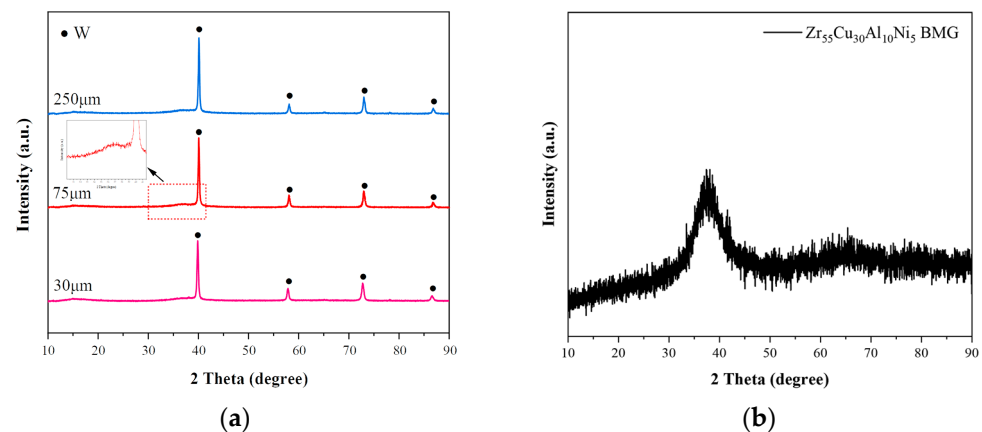 ● W
250μm
75μm
30μm
Intensity (a.u.)
10 20 30 40 50 60 70 80 90
2 Theta (degree)
(a)
Zr₅₅Cu₃₀Al₁₀Ni₅ BMG
Intensity (a.u.)
10 20 30 40 50 60 70 80 90
2 Theta (degree)
(b)